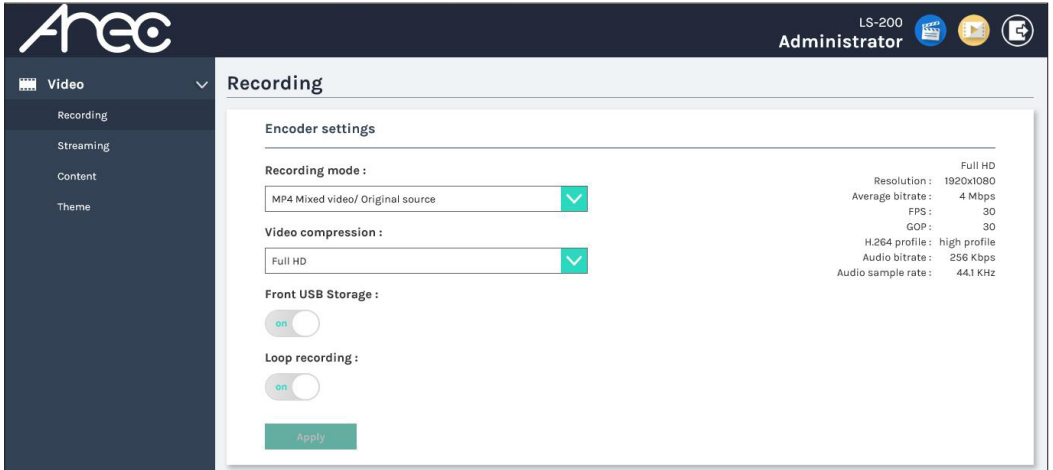 Arec
LS-200
Administrator
Video
Recording
Streaming
Content
Theme
Recording
Encoder settings
Recording mode :
MP4 Mixed video/ Original source
Video compression :
Full HD
Front USB Storage :
on
Loop recording :
on
Apply
Full HD
Resolution : 1920x1080
Average bitrate : 4 Mbps
FPS : 30
GOP : 30
H.264 profile : high profile
Audio bitrate : 256 Kbps
Audio sample rate : 44.1 KHz